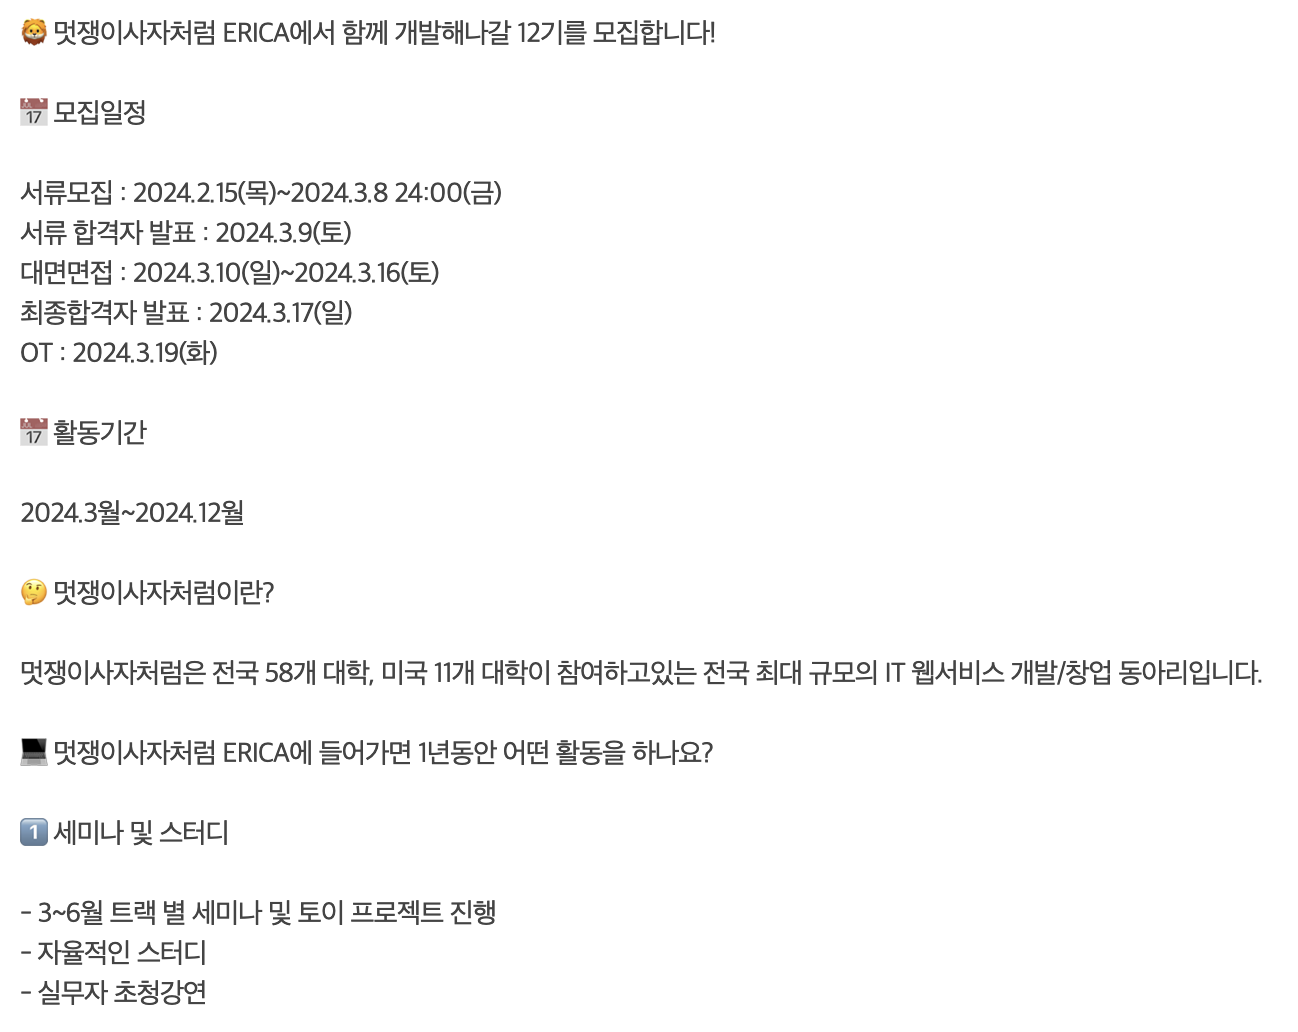 🦁 멋쟁이사자처럼 ERICA에서 함께 개발해나갈 12기를 모집합니다!
📅 모집일정
서류모집 : 2024.2.15(목)~2024.3.8 24:00(금)
서류 합격자 발표 : 2024.3.9(토)
대면면접 : 2024.3.10(일)~2024.3.16(토)
최종합격자 발표 : 2024.3.17(일)
OT : 2024.3.19(화)
📅 활동기간
2024.3월~2024.12월
🤔 멋쟁이사자처럼이란?
멋쟁이사자처럼은 전국 58개 대학, 미국 11개 대학이 참여하고있는 전국 최대 규모의 IT 웹서비스 개발/창업 동아리입니다.
💻 멋쟁이사자처럼 ERICA에 들어가면 1년동안 어떤 활동을 하나요?
1️⃣ 세미나 및 스터디
- 3~6월 트랙 별 세미나 및 토이 프로젝트 진행
- 자율적인 스터디
- 실무자 초청강연